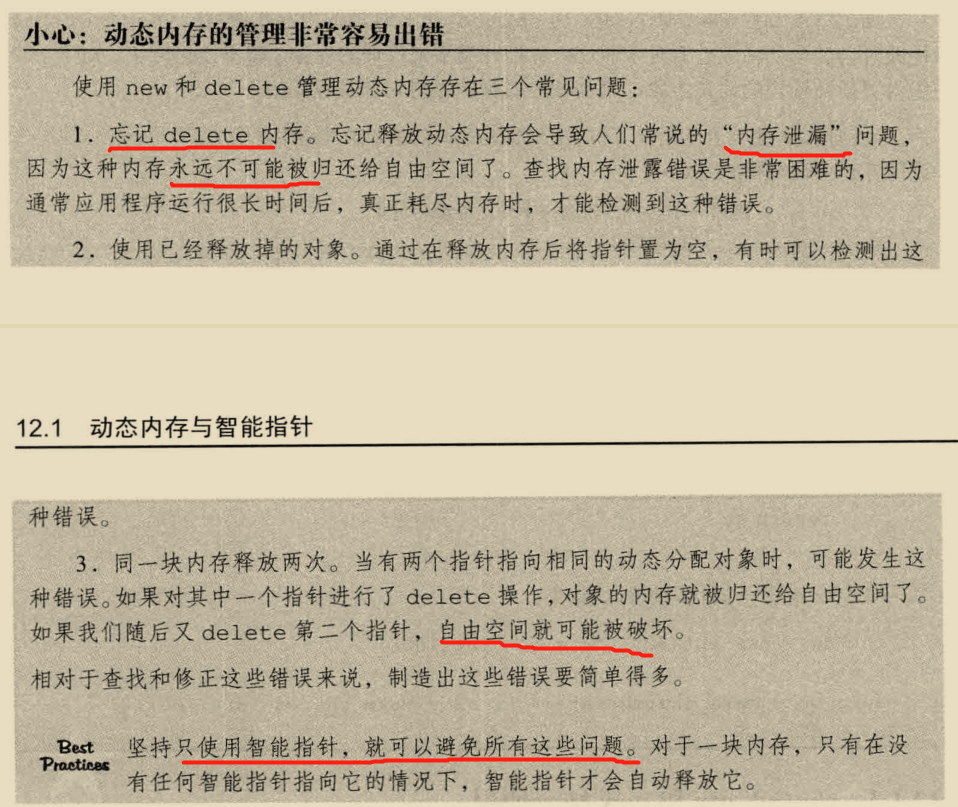 小心：动态内存的管理非常容易出错
使用 new 和 delete 管理动态内存存在三个常见问题：
1. 忘记 delete 内存。忘记释放动态内存会导致人们常说的“内存泄漏”问题，
因为这种内存永远不可能被归还给自由空间了。查找内存泄露错误是非常困难的，因为
通常应用程序运行很长时间后，真正耗尽内存时，才能检测到这种错误。
2. 使用已经释放掉的对象。通过在释放内存后将指针置为空，有时可以检测出这
12.1 动态内存与智能指针
种错误。
3. 同一块内存释放两次。当有两个指针指向相同的动态分配对象时，可能发生这
种错误。如果对其中一个指针进行了 delete 操作，对象的内存就被归还给自由空间了。
如果我们随后又 delete 第二个指针，自由空间就可能被破坏。
相对于查找和修正这些错误来说，制造出这些错误要简单得多。
Best
Practices
坚持只使用智能指针，就可以避免所有这些问题。对于一块内存，只有在没
有任何智能指针指向它的情况下，智能指针才会自动释放它。